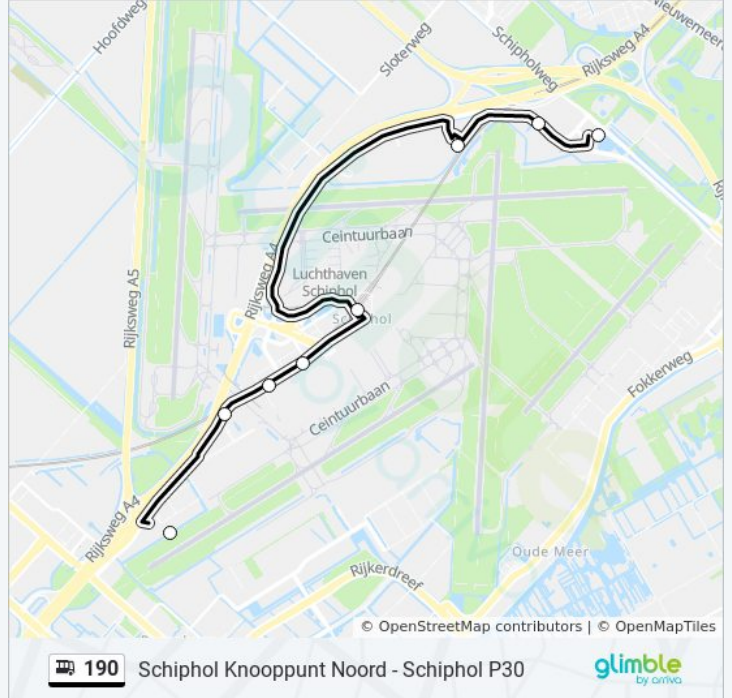 Hoofdweg
Sloterweg
Schipholweg
Rijksweg A4
Nieuwemeer
Ceintuurbaan
Rijksweg A4
Luchthaven
Schiphol
Rijksweg A5
Fokkerweg
Ceintuurbaan
Rijksweg A4
Oude Meer
Rijkerdreef
© OpenStreetMap contributors | © OpenMapTiles
190 Schiphol Knooppunt Noord - Schiphol P30
glimble
by arriva